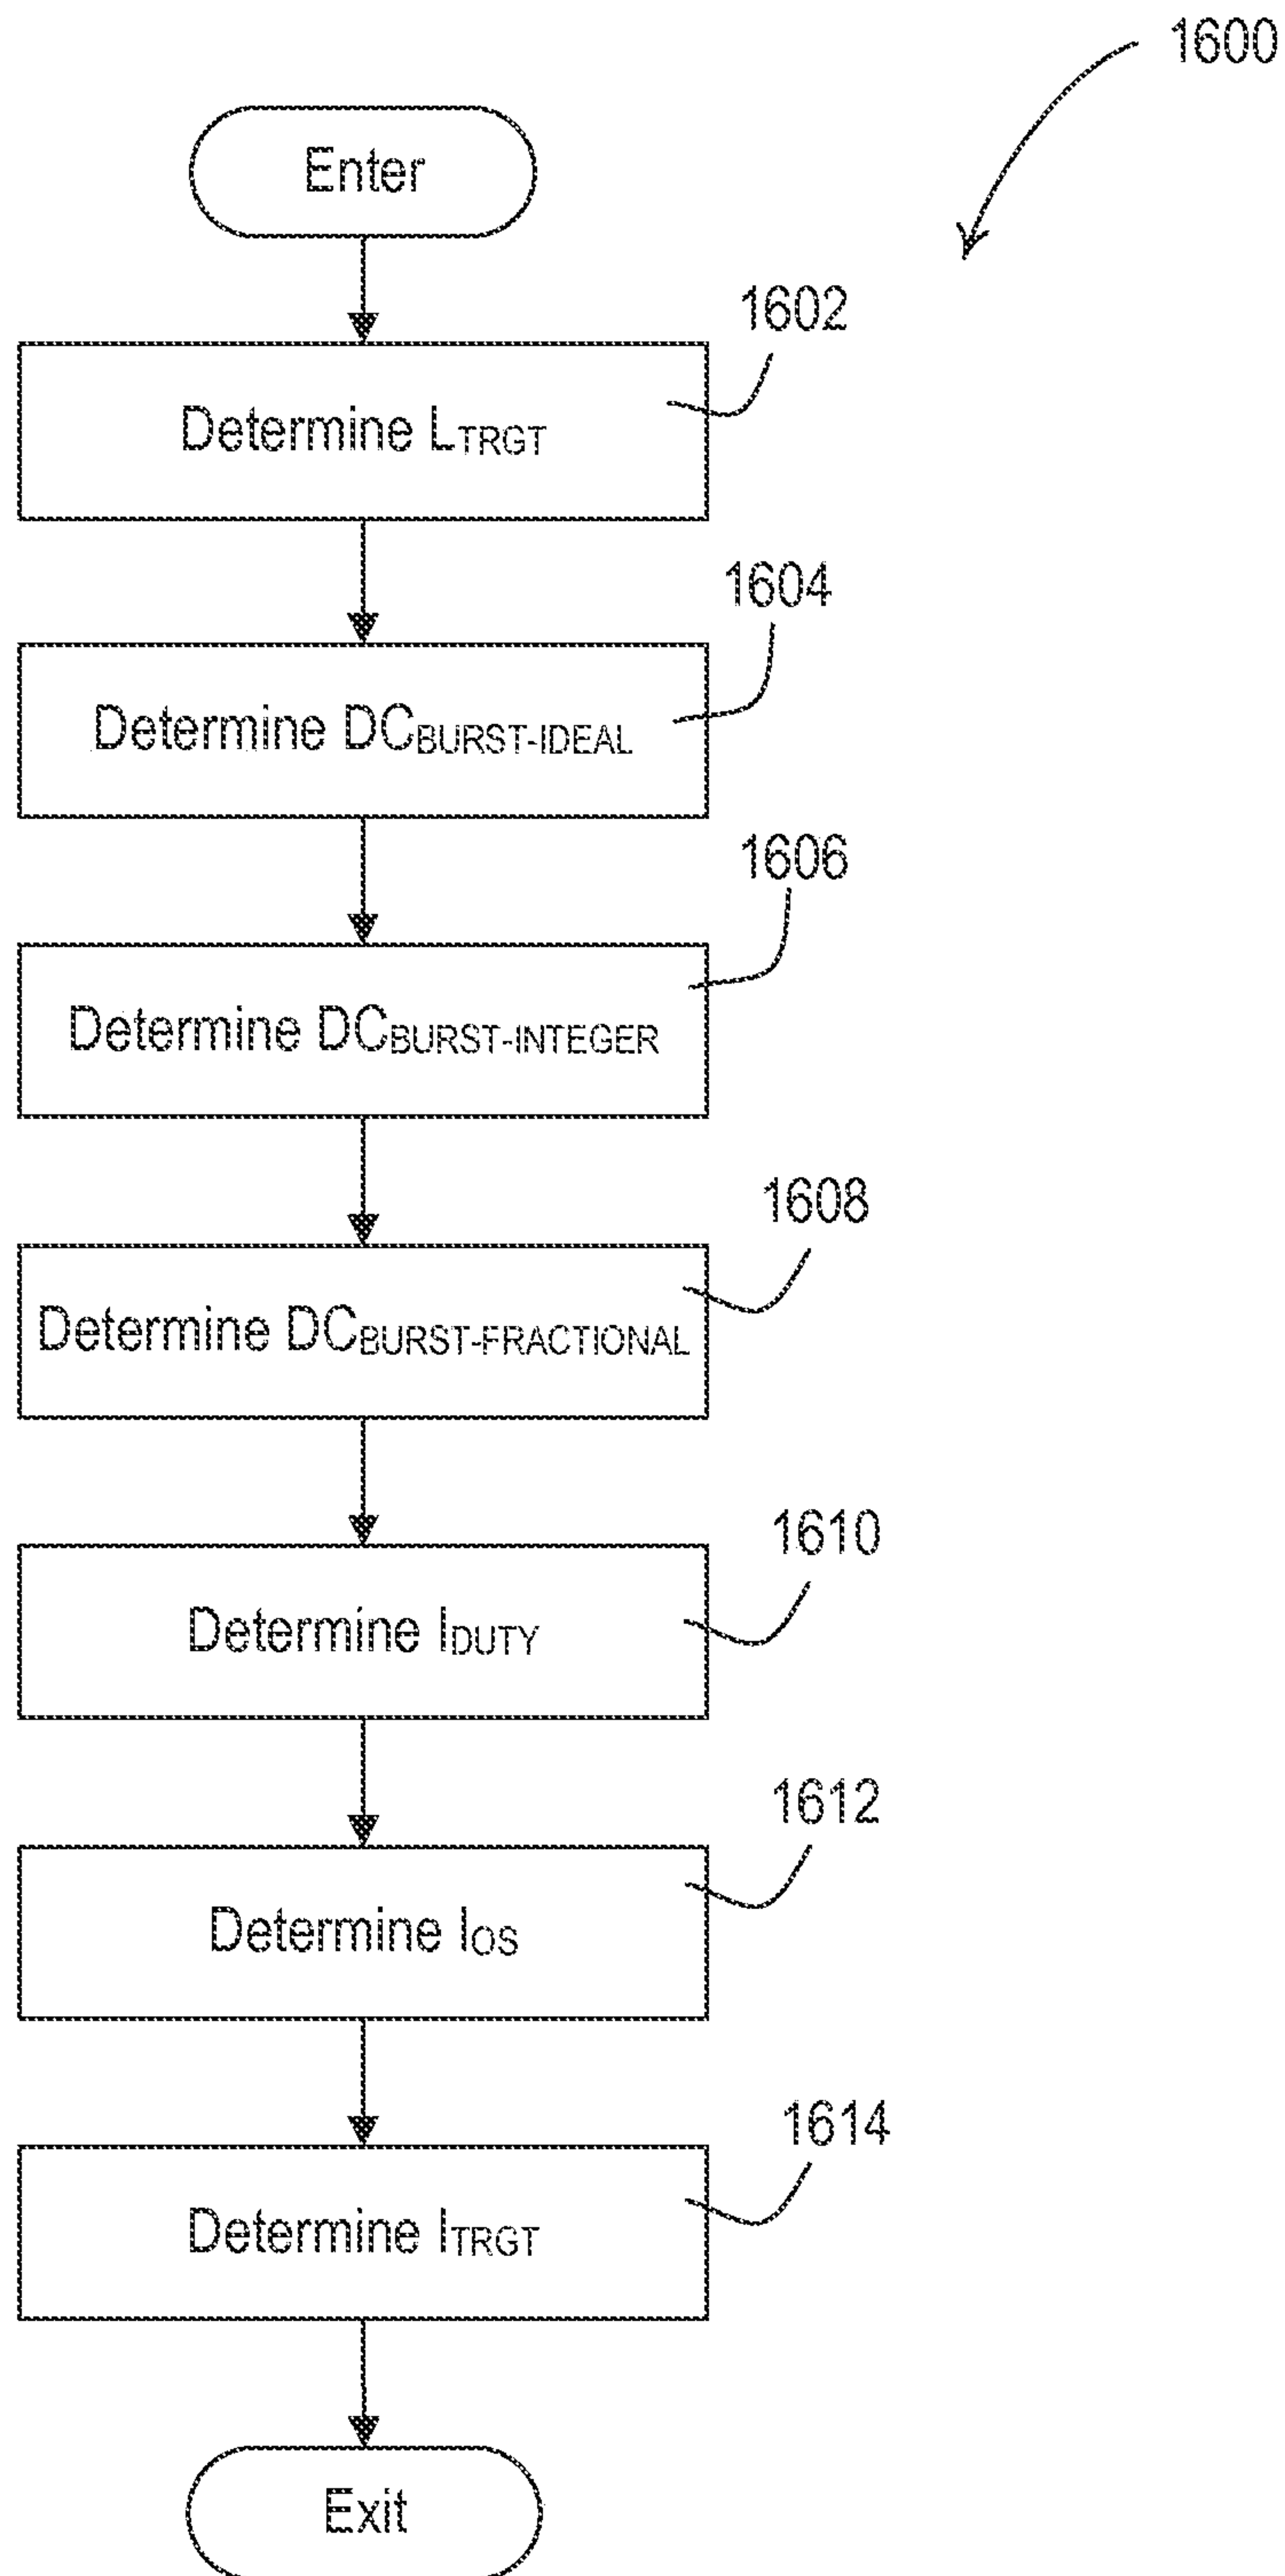 1600
Enter
1602
Determine LTRGT
1604
Determine DCBURST-IDEAL
1606
Determine DCBURST-INTEGER
1608
Determine DCBURST-FRACTIONAL
1610
Determine IDUTY
1612
Determine IOS
1614
Determine ITRGT
Exit